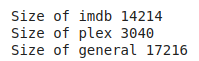 Size of imdb 14214
Size of plex 3040
Size of general 17216